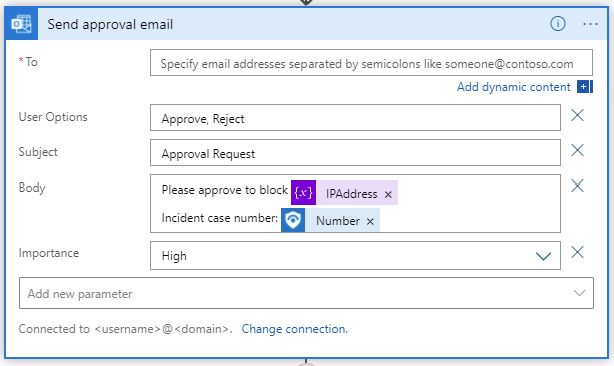 Send approval email
* To
Specify email addresses separated by semicolons like someone@contoso.com
Add dynamic content
User Options
Approve, Reject
Subject
Approval Request
Body
Please approve to block {x} IPAddress ×
Incident case number: Number ×
Importance
High
Add new parameter
Connected to <username>@<domain>. Change connection.